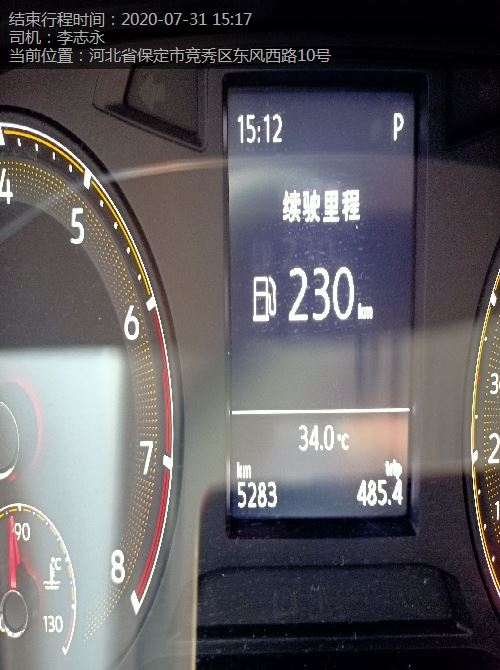 结束行程时间：2020-07-31 15:17
司机：李志永
当前位置：河北省保定市竞秀区东风西路10号
15:12 P
续驶里程
230 km
34.0 °C
km trip
5283 485.4
4
5
6
7
8
90
°C
130